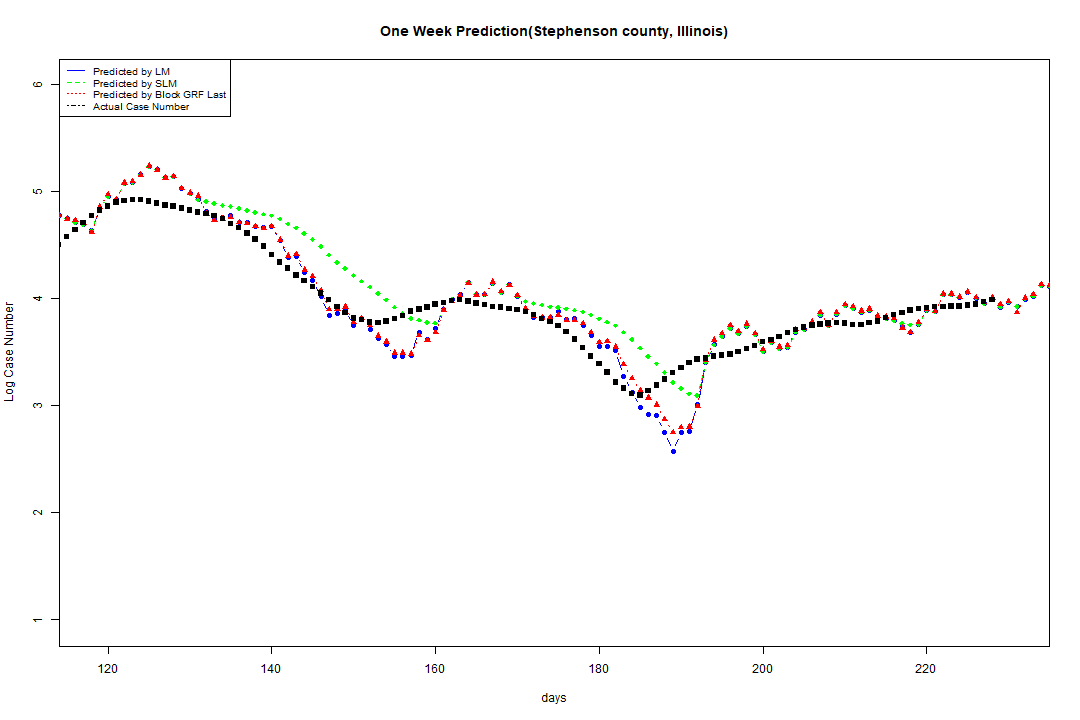 One Week Prediction(Stephenson county, Illinois)
Predicted by LM
Predicted by SLM
Predicted by Block GRF Last
Actual Case Number
Log Case Number
6
5
4
3
2
1
120 140 160 180 200 220
days